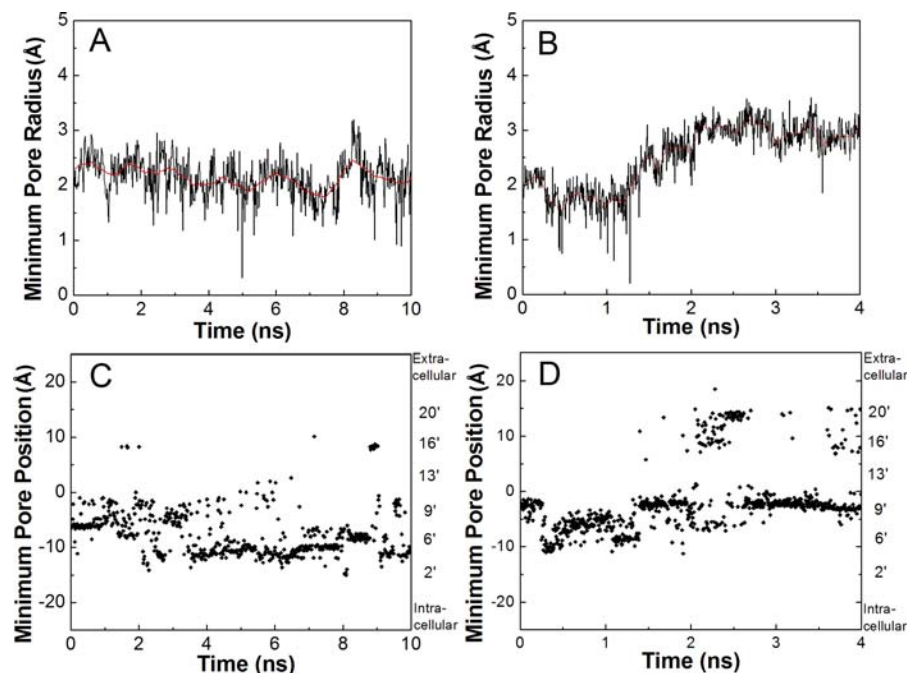 A
Minimum Pore Radius (Å)
5
4
3
2
1
0
0 2 4 6 8 10
Time (ns)
B
Minimum Pore Radius (Å)
5
4
3
2
1
0
0 1 2 3 4
Time (ns)
C
Minimum Pore Position (Å)
20
10
0
-10
-20
0 2 4 6 8 10
Time (ns)
Extra-
cellular
20'
16'
13'
9'
6'
2'
Intra-
cellular
D
Minimum Pore Position (Å)
20
10
0
-10
-20
0 1 2 3 4
Time (ns)
Extra-
cellular
20'
16'
13'
9'
6'
2'
Intra-
cellular